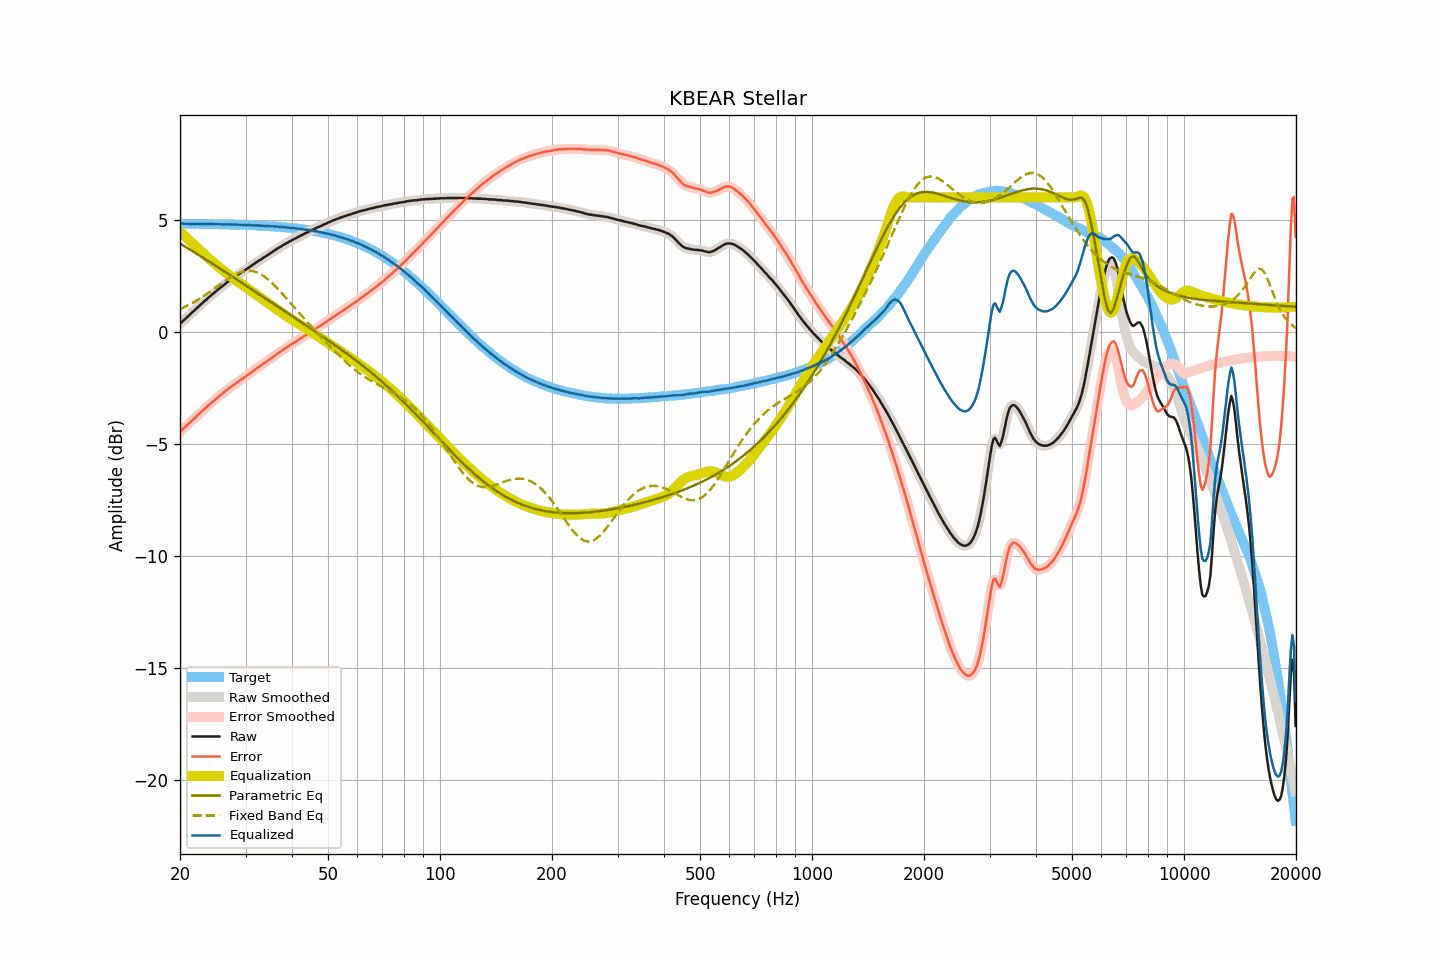 KBEAR Stellar
Amplitude (dBr)
5
0
−5
−10
−15
−20
Target
Raw Smoothed
Error Smoothed
Raw
Error
Equalization
Parametric Eq
Fixed Band Eq
Equalized
20 50 100 200 500 1000 2000 5000 10000 20000
Frequency (Hz)